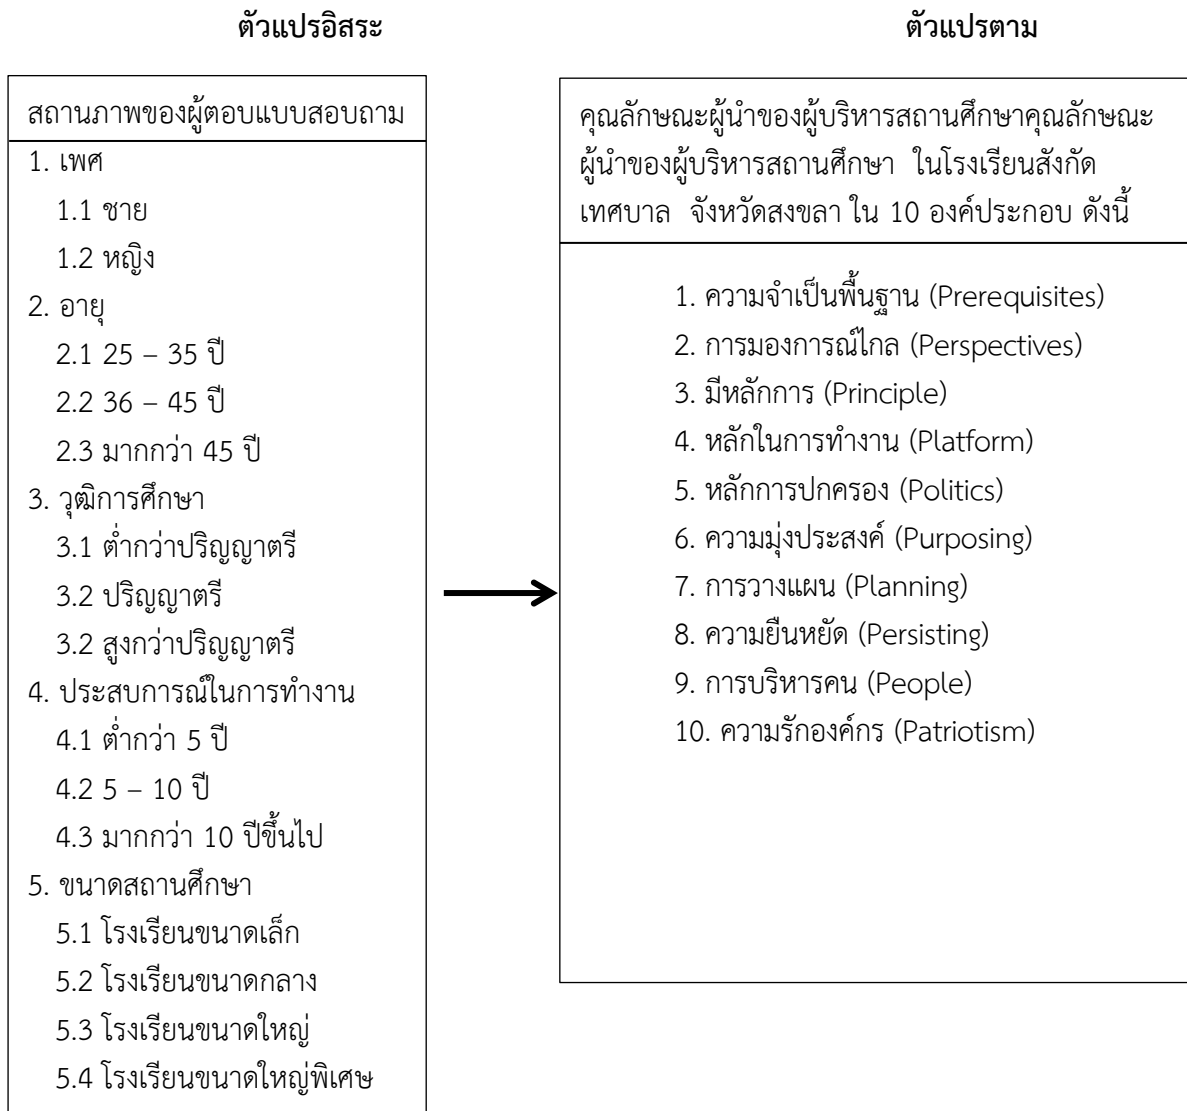 ตัวแปรอิสระ
ตัวแปรตาม
สถานภาพของผู้ตอบแบบสอบถาม
1. เพศ
1.1 ชาย
1.2 หญิง
2. อายุ
2.1 25 – 35 ปี
2.2 36 – 45 ปี
2.3 มากกว่า 45 ปี
3. วุฒิการศึกษา
3.1 ต่ำกว่าปริญญาตรี
3.2 ปริญญาตรี
3.2 สูงกว่าปริญญาตรี
4. ประสบการณ์ในการทำงาน
4.1 ต่ำกว่า 5 ปี
4.2 5 – 10 ปี
4.3 มากกว่า 10 ปีขึ้นไป
5. ขนาดสถานศึกษา
5.1 โรงเรียนขนาดเล็ก
5.2 โรงเรียนขนาดกลาง
5.3 โรงเรียนขนาดใหญ่
5.4 โรงเรียนขนาดใหญ่พิเศษ
คุณลักษณะผู้นำของผู้บริหารสถานศึกษาคุณลักษณะ
ผู้นำของผู้บริหารสถานศึกษา ในโรงเรียนสังกัด
เทศบาล จังหวัดสงขลา ใน 10 องค์ประกอบ ดังนี้
1. ความจำเป็นพื้นฐาน (Prerequisites)
2. การมองการณ์ไกล (Perspectives)
3. มีหลักการ (Principle)
4. หลักในการทำงาน (Platform)
5. หลักการปกครอง (Politics)
6. ความมุ่งประสงค์ (Purposing)
7. การวางแผน (Planning)
8. ความยืนหยัด (Persisting)
9. การบริหารคน (People)
10. ความรักองค์กร (Patriotism)